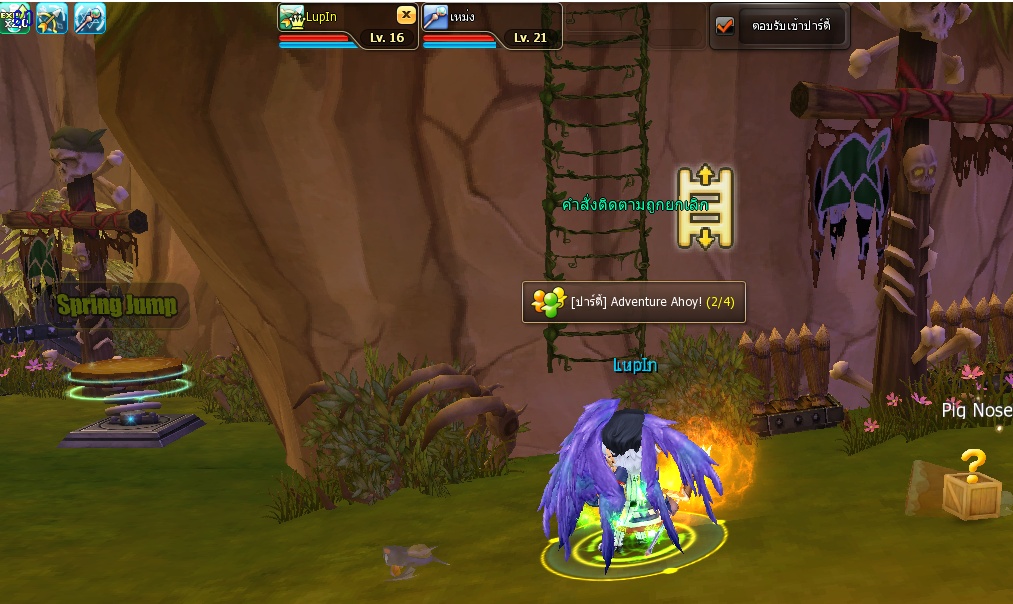 LupIn
Lv. 16
เหม่ง
Lv. 21
ตอบรับเข้าปาร์ตี้
คำสั่งติดตามถูกยกเลิก
[ปาร์ตี้] Adventure Ahoy! (2/4)
Spring Jump
LupIn
Pig Nose
?